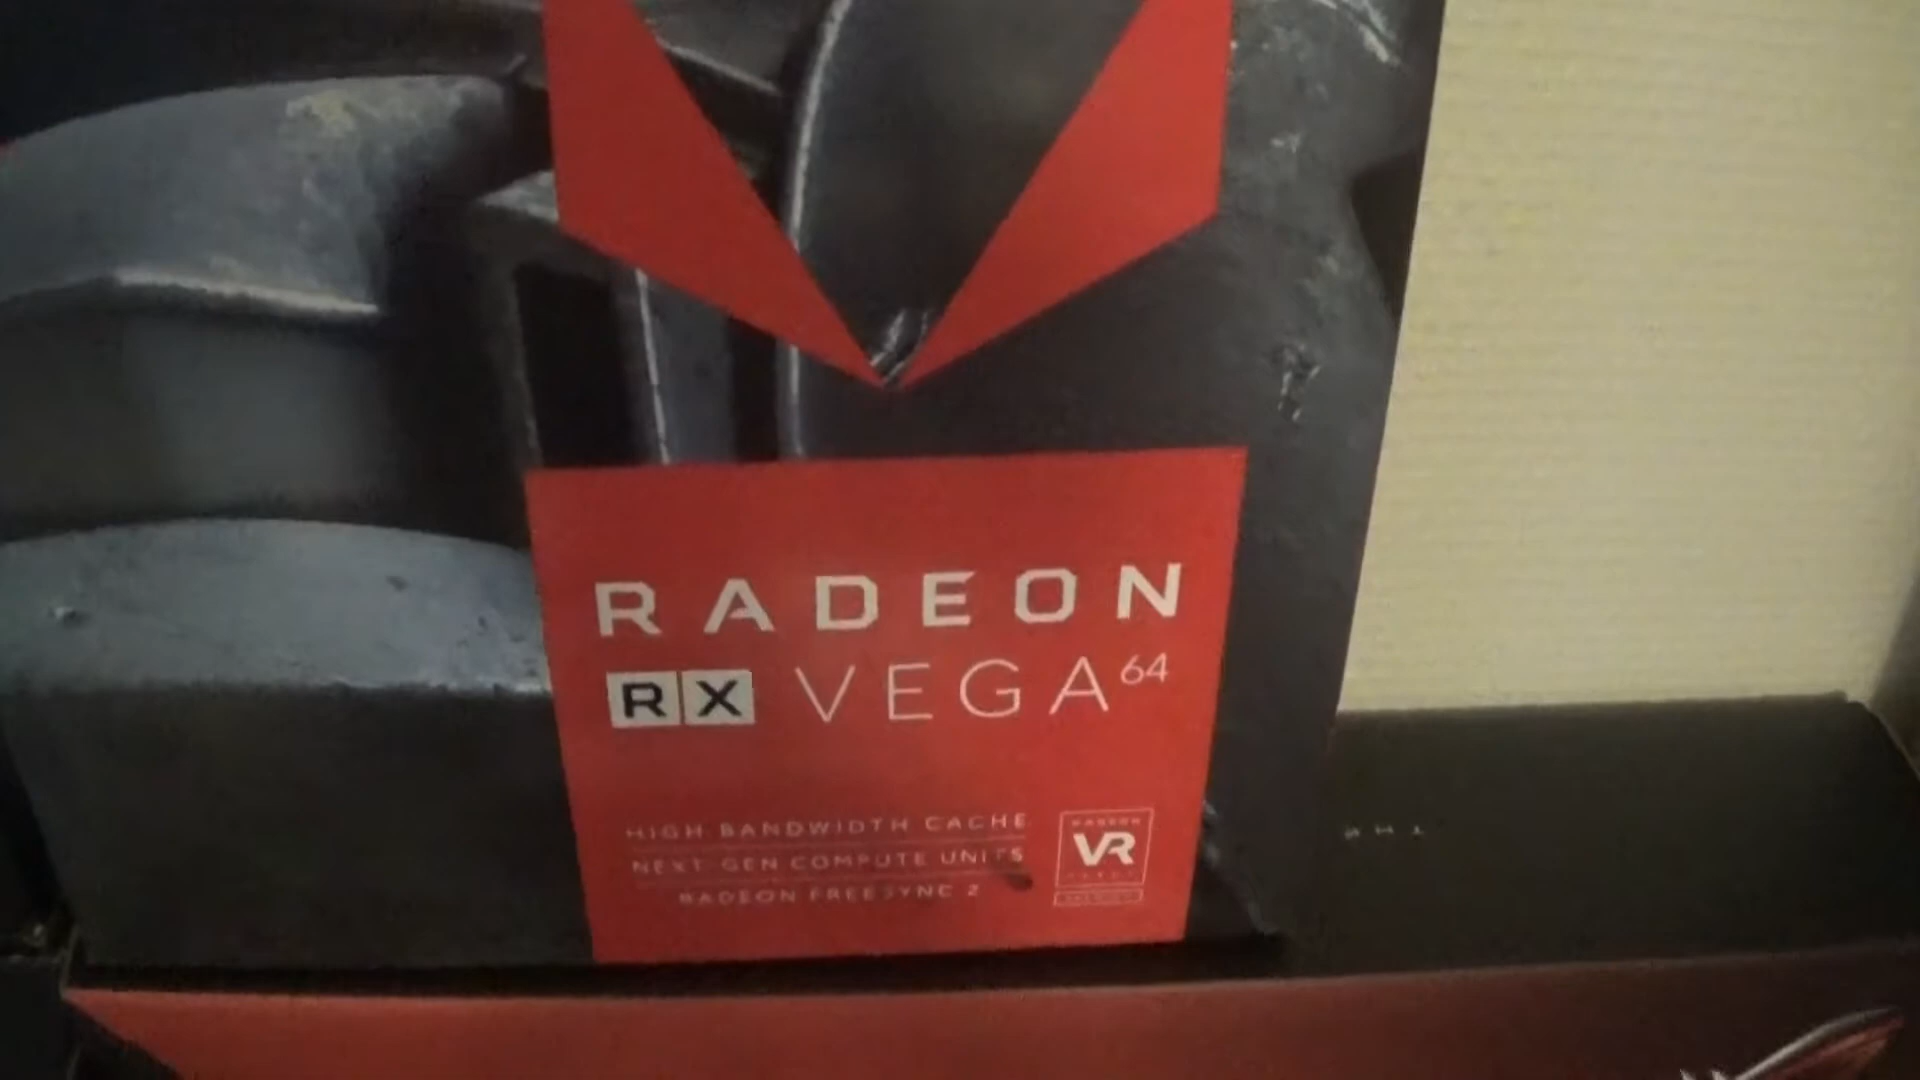 RADEON
RX VEGA 64
HIGH BANDWIDTH CACHE
NEXT-GEN COMPUTE UNITS
RADEON FREESYNC 2
RADEON
VR